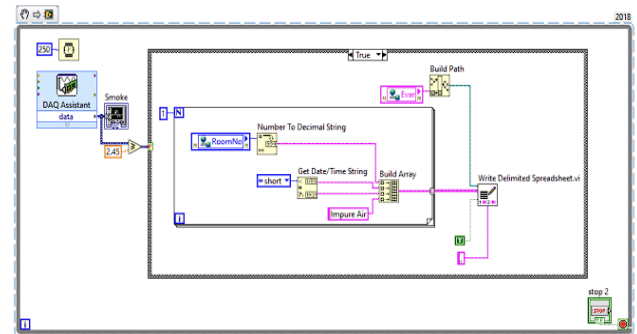 2018
250
True
DAQ Assistant
data
Smoke
2.45
Build Path
1
N
Number To Decimal String
RoomNo
Get Date/Time String
short
Build Array
Impure Air
Write Delimited Spreadsheet.vi
i
T
,
stop 2
STOP
i